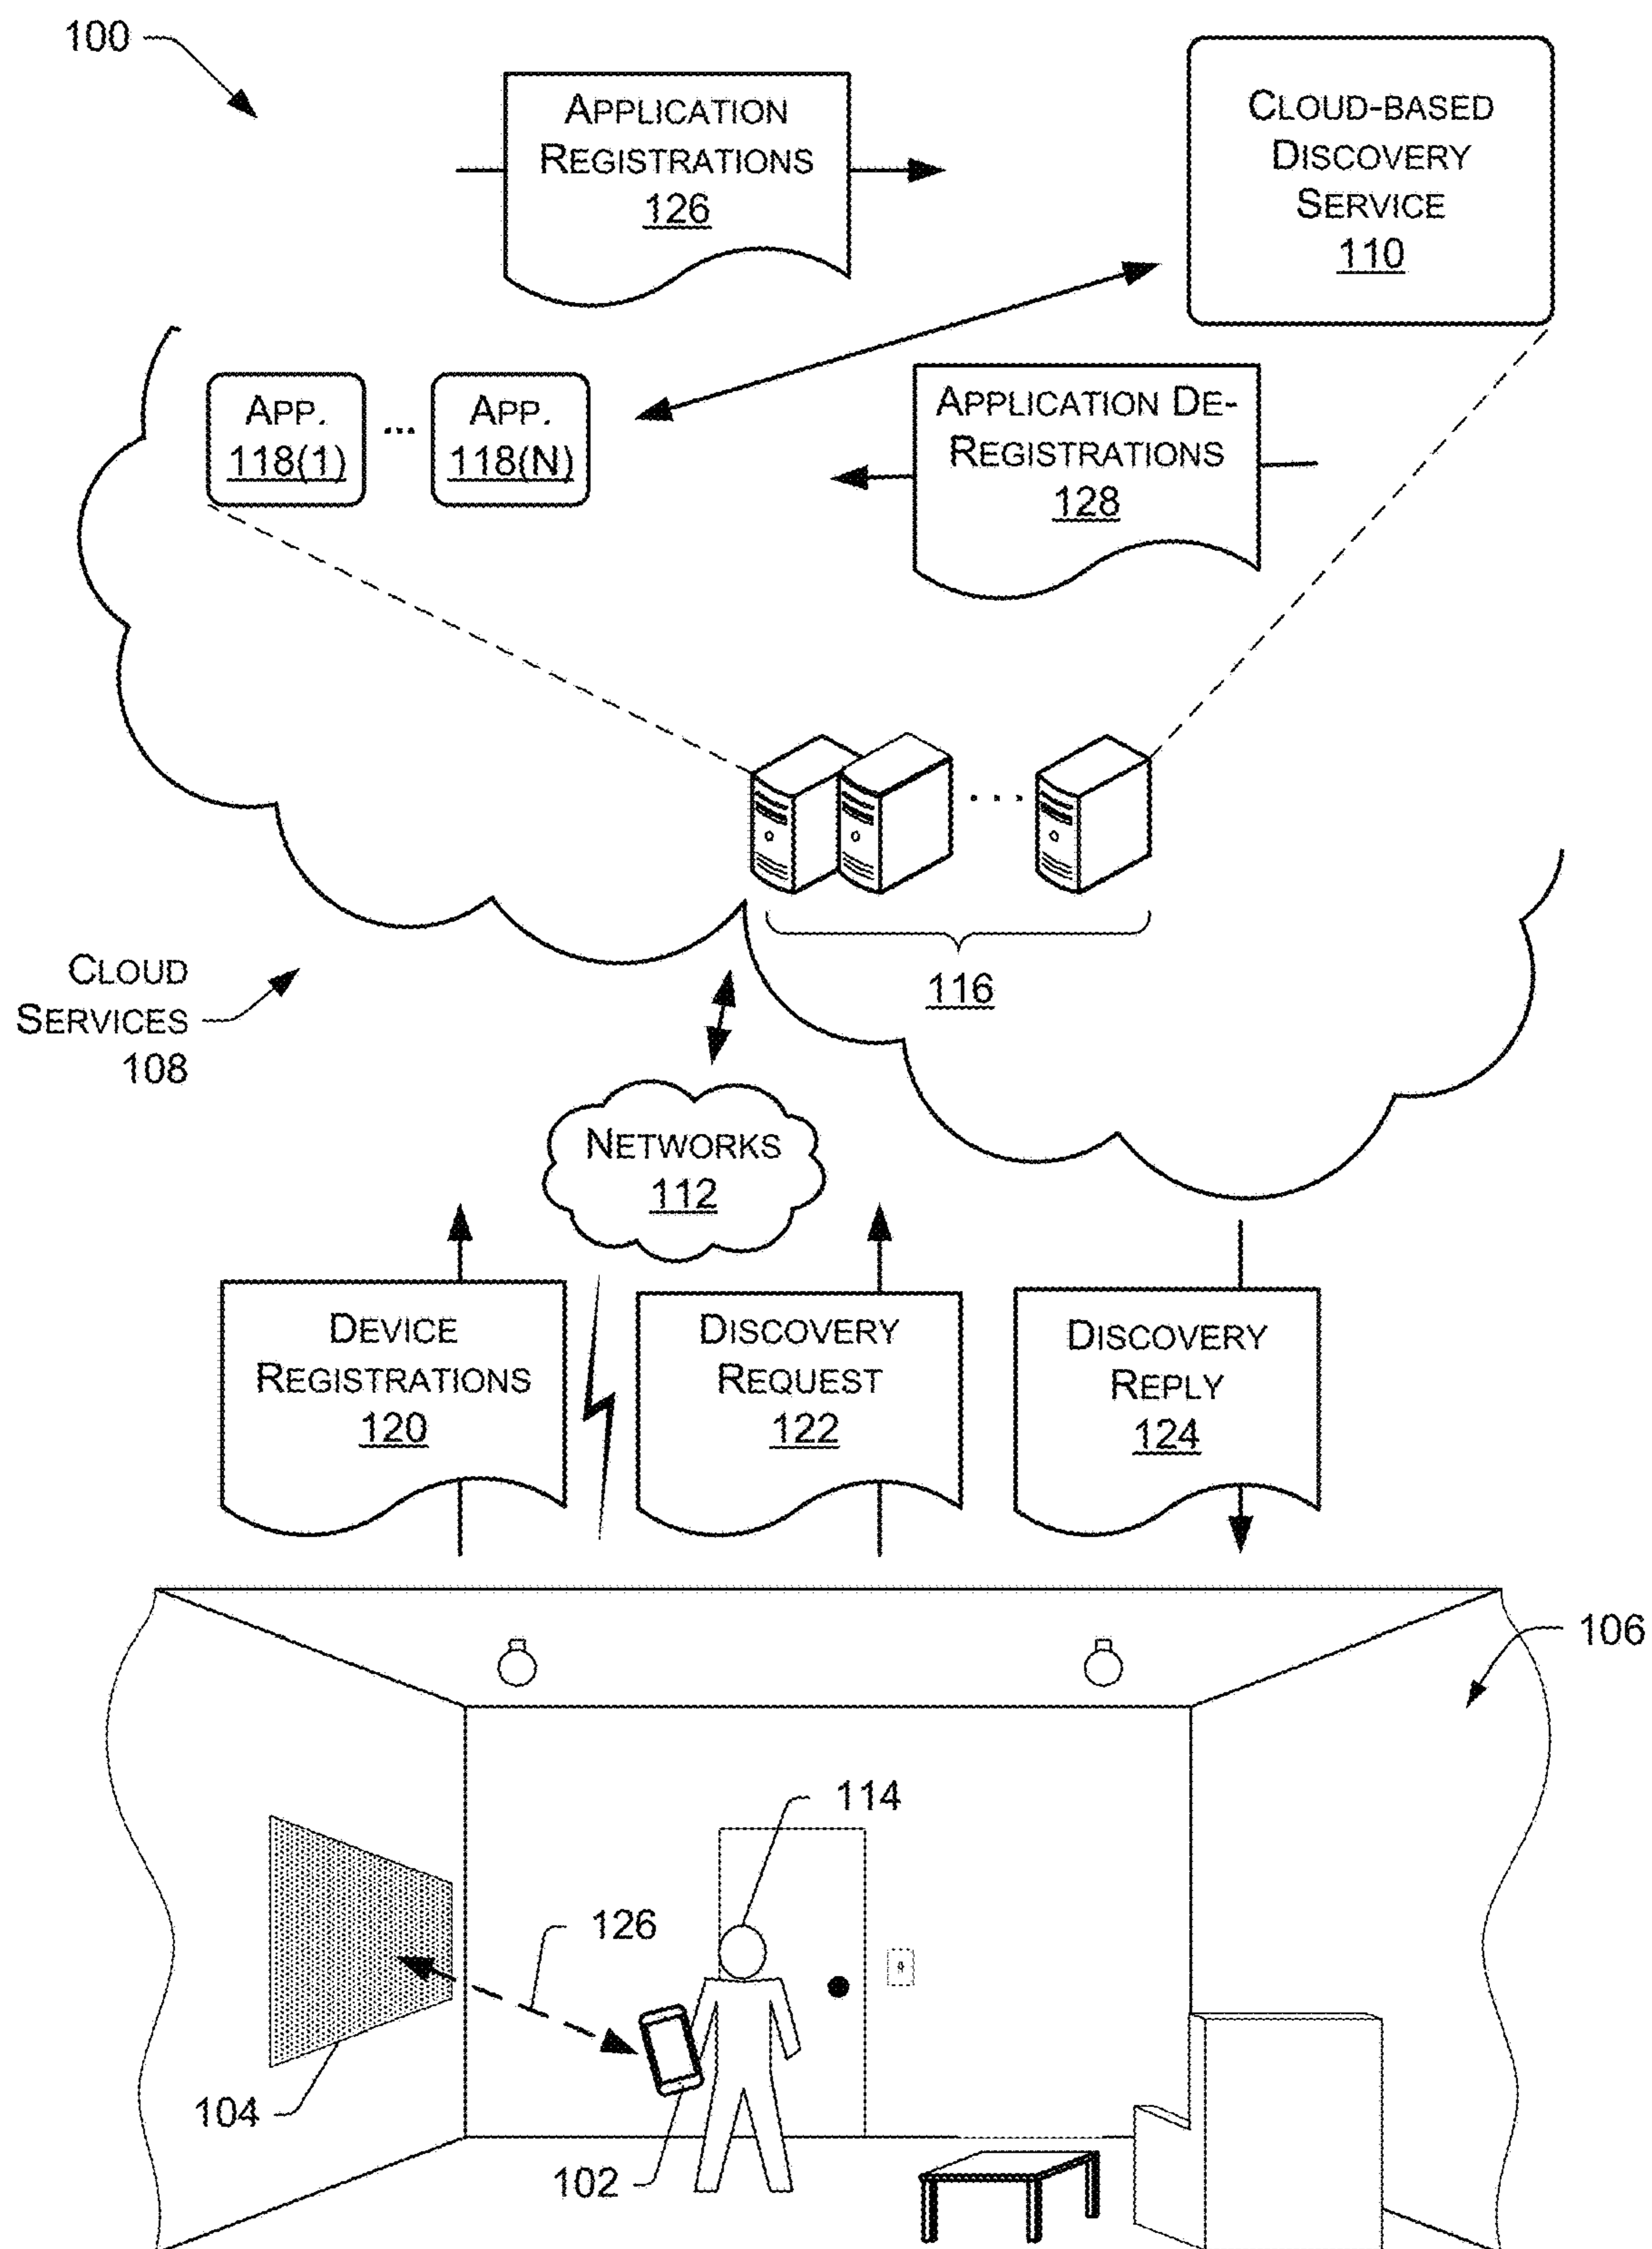 100
APPLICATION
REGISTRATIONS
126
CLOUD-BASED
DISCOVERY
SERVICE
110
APP.
118(1)
...
APP.
118(N)
APPLICATION DE-
REGISTRATIONS
128
. . .
116
CLOUD
SERVICES
108
NETWORKS
112
DEVICE
REGISTRATIONS
120
DISCOVERY
REQUEST
122
DISCOVERY
REPLY
124
106
114
126
104
102